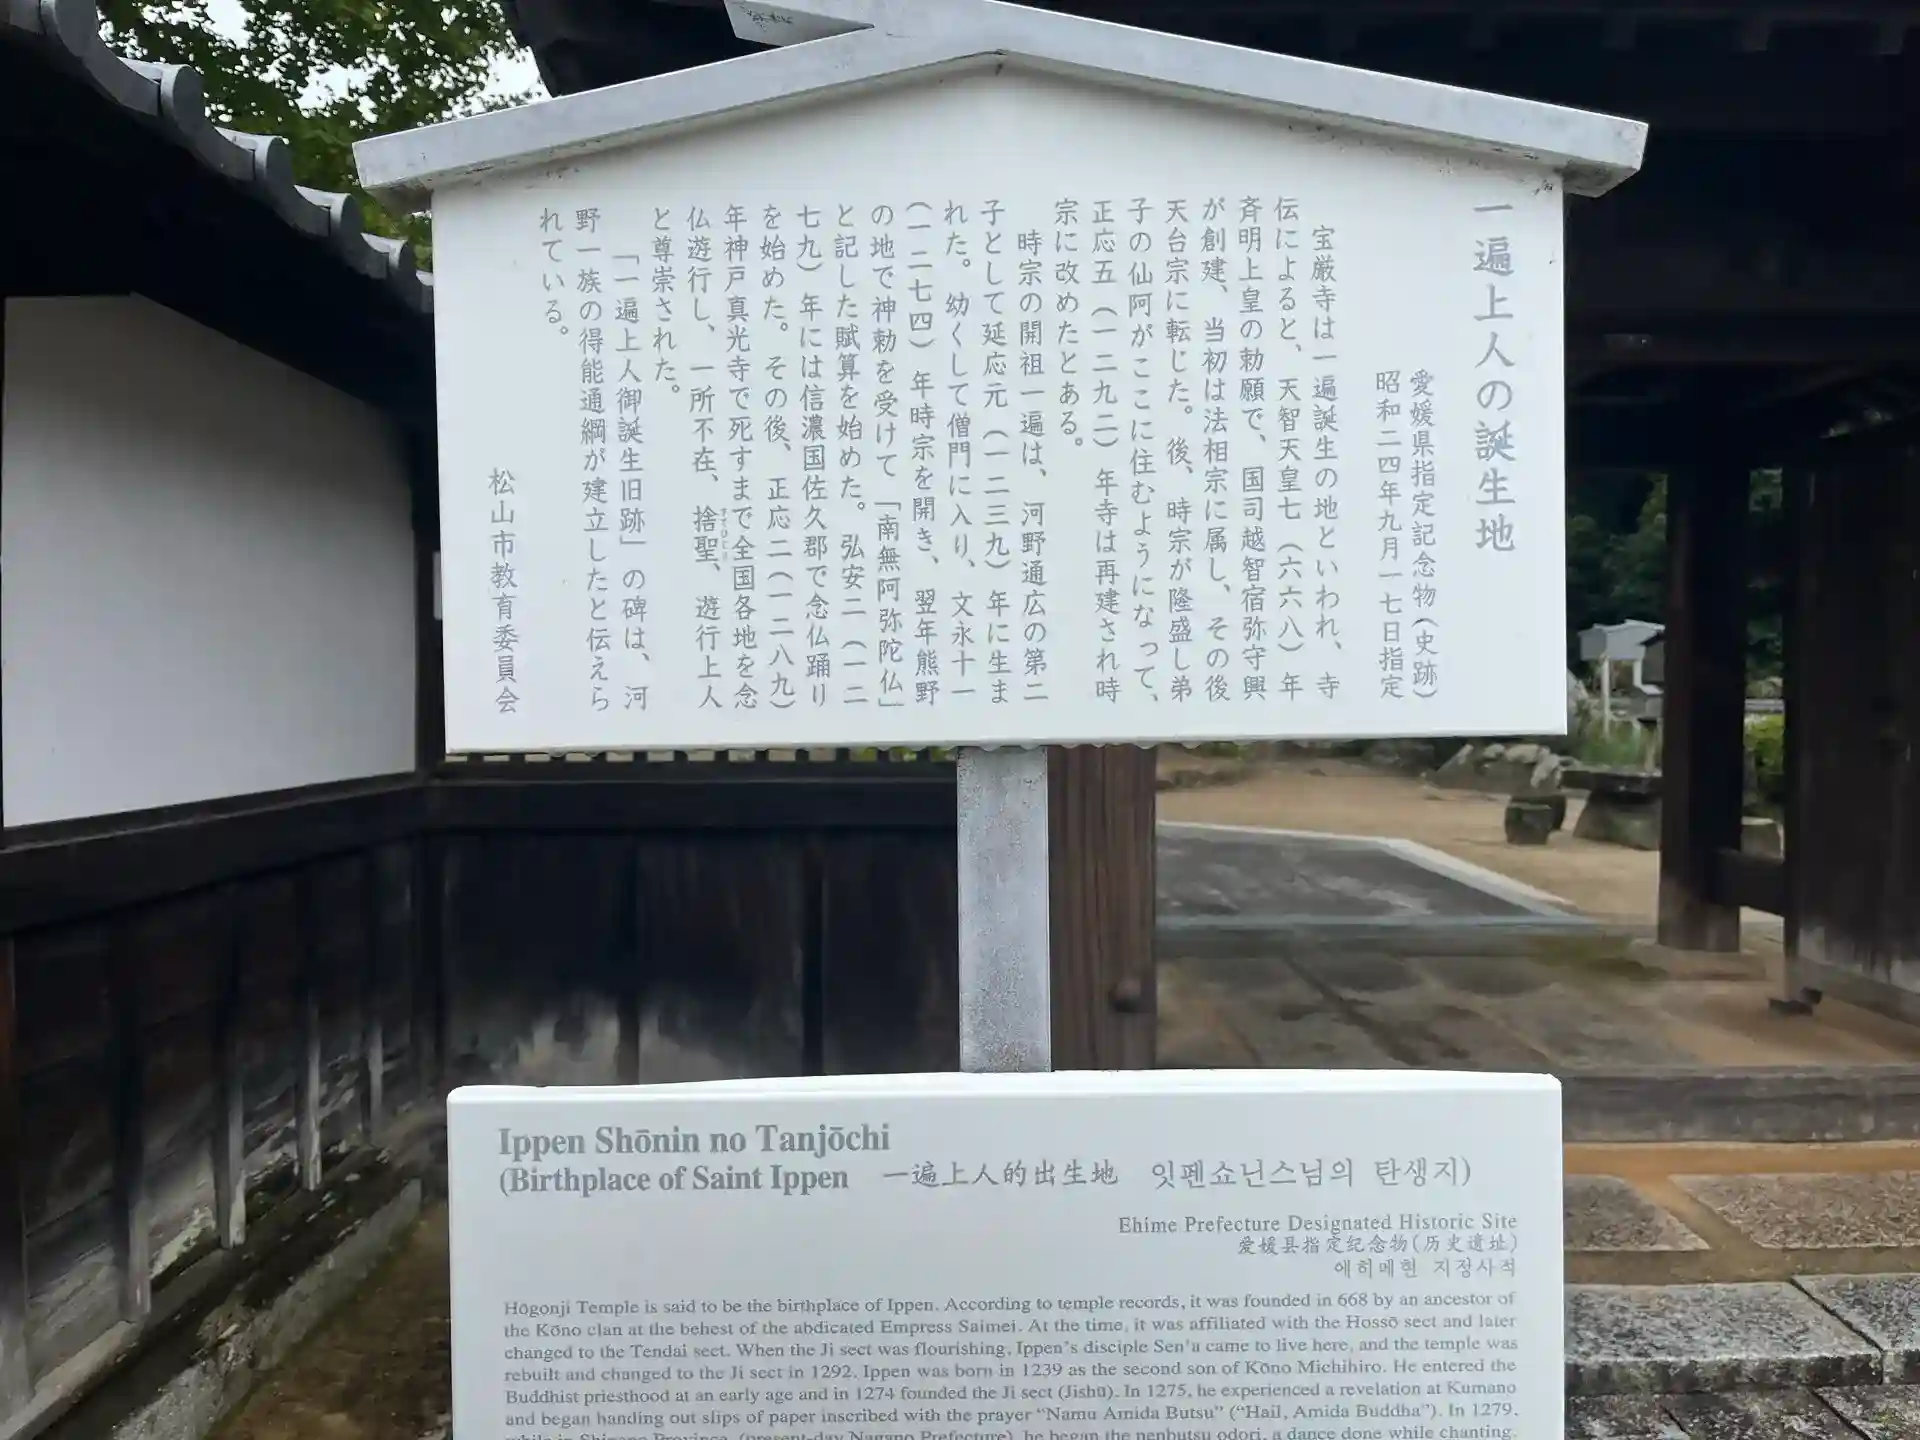 一遍上人の誕生地
愛媛県指定記念物(史跡)
昭和二四年九月一七日指定
宝厳寺は一遍誕生の地といわれ、寺
伝によると、天智天皇七(六六八)年
斉明上皇の勅願で、国司越智宿弥守興
が創建、当初は法相宗に属し、その後
天台宗に転じた。後、時宗が隆盛し弟
子の仙阿がここに住むようになって、
正応五(一二九二)年寺は再建され時
宗に改めたとある。
時宗の開祖一遍は、河野通広の第二
子として延応元(一二三九)年に生ま
れた。幼くして僧門に入り、文永十一
(一二七四)年時宗を開き、翌年熊野
の地で神勅を受けて「南無阿弥陀仏」
と記した賦算を始めた。弘安二(一二
七九)年には信濃国佐久郡で念仏踊り
を始めた。その後、正応二(一二八九)
年神戸真光寺で死すまで全国各地を念
仏遊行し、一所不在、捨聖、遊行上人
と尊崇された。
「一遍上人御誕生旧跡」の碑は、河
野一族の得能通綱が建立したと伝えら
れている。
松山市教育委員会
Ippen Shōnin no Tanjōchi
(Birthplace of Saint Ippen 一遍上人的出生地 잇펜쇼닌스님의 탄생지)
Ehime Prefecture Designated Historic Site
爱媛县指定纪念物(历史遗址)
에히메현 지정사적
Hōgonji Temple is said to be the birthplace of Ippen. According to temple records, it was founded in 668 by an ancestor of
the Kōno clan at the behest of the abdicated Empress Saimei. At the time, it was affiliated with the Hossō sect and later
changed to the Tendai sect. When the Ji sect was flourishing, Ippen's disciple Sen'a came to live here, and the temple was
rebuilt and changed to the Ji sect in 1292. Ippen was born in 1239 as the second son of Kōno Michihiro. He entered the
Buddhist priesthood at an early age and in 1274 founded the Ji sect (Jishū). In 1275, he experienced a revelation at Kumano
and began handing out slips of paper inscribed with the prayer “Namu Amida Butsu” (“Hail, Amida Buddha”). In 1279,
while in Shinano Province, (present-day Nagano Prefecture), he began the nenbutsu odori, a dance done while chanting.